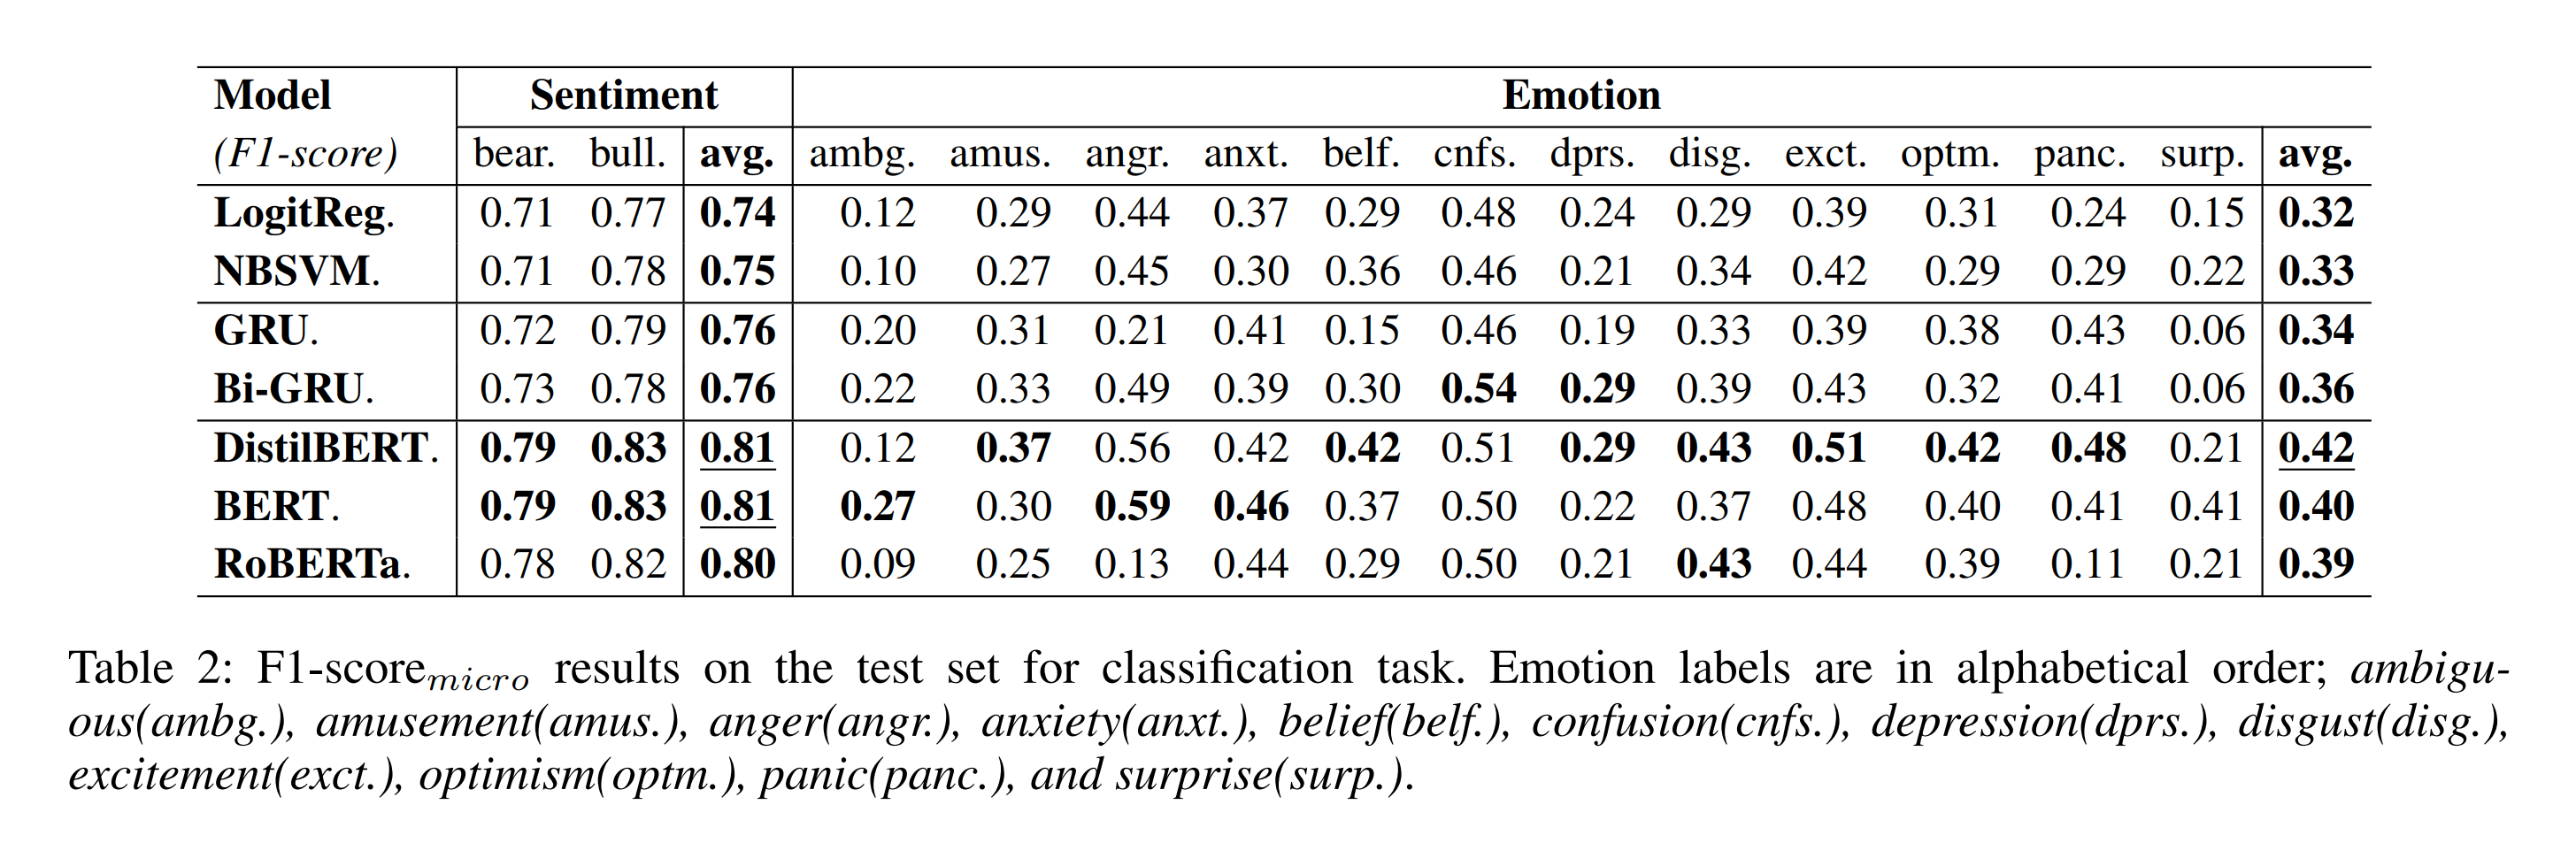 Model Sentiment Emotion
(F1-score) bear. bull. avg. ambg. amus. angr. anxt. belf. cnfs. dprs. disg. exct. optm. panc. surp. avg.
LogitReg. 0.71 0.77 0.74 0.12 0.29 0.44 0.37 0.29 0.48 0.24 0.29 0.39 0.31 0.24 0.15 0.32
NBSVM. 0.71 0.78 0.75 0.10 0.27 0.45 0.30 0.36 0.46 0.21 0.34 0.42 0.29 0.29 0.22 0.33
GRU. 0.72 0.79 0.76 0.20 0.31 0.21 0.41 0.15 0.46 0.19 0.33 0.39 0.38 0.43 0.06 0.34
Bi-GRU. 0.73 0.78 0.76 0.22 0.33 0.49 0.39 0.30 0.54 0.29 0.39 0.43 0.32 0.41 0.06 0.36
DistilBERT. 0.79 0.83 0.81 0.12 0.37 0.56 0.42 0.42 0.51 0.29 0.43 0.51 0.42 0.48 0.21 0.42
BERT. 0.79 0.83 0.81 0.27 0.30 0.59 0.46 0.37 0.50 0.22 0.37 0.48 0.40 0.41 0.41 0.40
RoBERTa. 0.78 0.82 0.80 0.09 0.25 0.13 0.44 0.29 0.50 0.21 0.43 0.44 0.39 0.11 0.21 0.39
Table 2: F1-score_micro results on the test set for classification task. Emotion labels are in alphabetical order; ambigu-
ous(ambg.), amusement(amus.), anger(angr.), anxiety(anxt.), belief(belf.), confusion(cnfs.), depression(dprs.), disgust(disg.),
excitement(exct.), optimism(optm.), panic(panc.), and surprise(surp.).